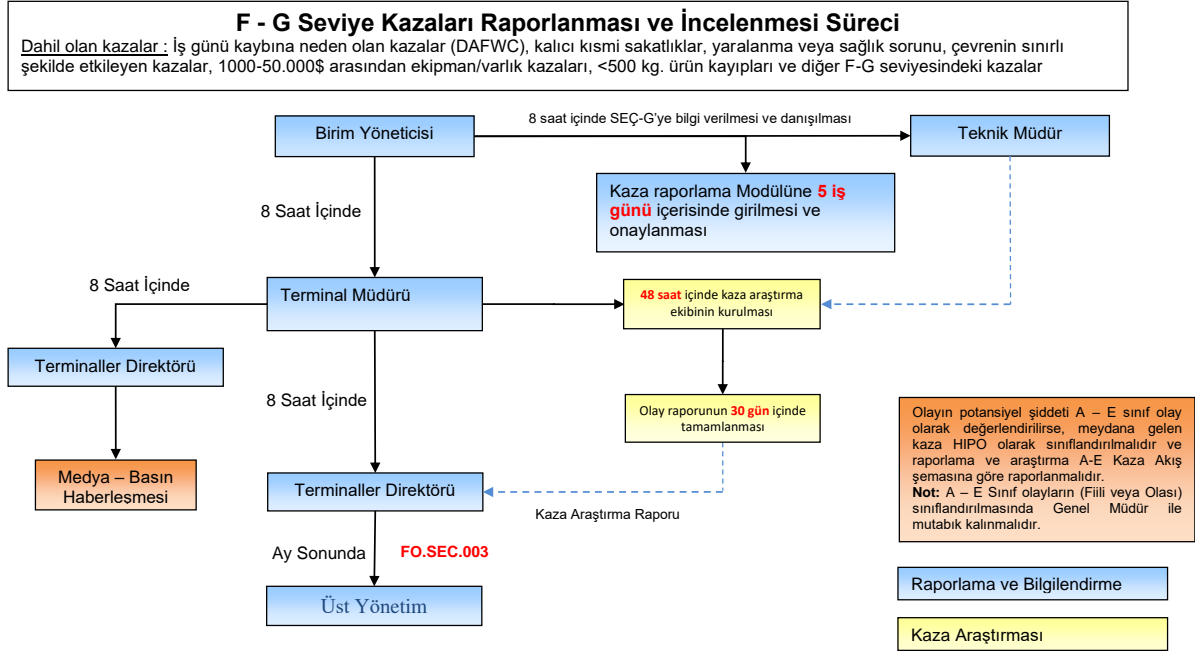 F - G Seviye Kazaları Raporlanması ve İncelenmesi Süreci
Dahil olan kazalar : İş günü kaybına neden olan kazalar (DAFWC), kalıcı kısmi sakatlıklar, yaralanma veya sağlık sorunu, çevrenin sınırlı
şekilde etkileyen kazalar, 1000-50.000$ arasından ekipman/varlık kazaları, <500 kg. ürün kayıpları ve diğer F-G seviyesindeki kazalar
Birim Yöneticisi
8 saat içinde SEÇ-G'ye bilgi verilmesi ve danışılması
Teknik Müdür
Kaza raporlama Modülüne 5 iş
günü içerisinde girilmesi ve
onaylanması
8 Saat İçinde
8 Saat İçinde
Terminal Müdürü
48 saat içinde kaza araştırma
ekibinin kurulması
Terminaller Direktörü
8 Saat İçinde
Olay raporunun 30 gün içinde
tamamlanması
Olayın potansiyel şiddeti A – E sınıf olay
olarak değerlendirilirse, meydana gelen
kaza HIPO olarak sınıflandırılmalıdır ve
raporlama ve araştırma A-E Kaza Akış
şemasına göre raporlanmalıdır.
Not: A – E Sınıf olayların (Fiili veya Olası)
sınıflandırılmasında Genel Müdür ile
mutabık kalınmalıdır.
Medya – Basın
Haberleşmesi
Terminaller Direktörü
Kaza Araştırma Raporu
Ay Sonunda
FO.SEC.003
Üst Yönetim
Raporlama ve Bilgilendirme
Kaza Araştırması